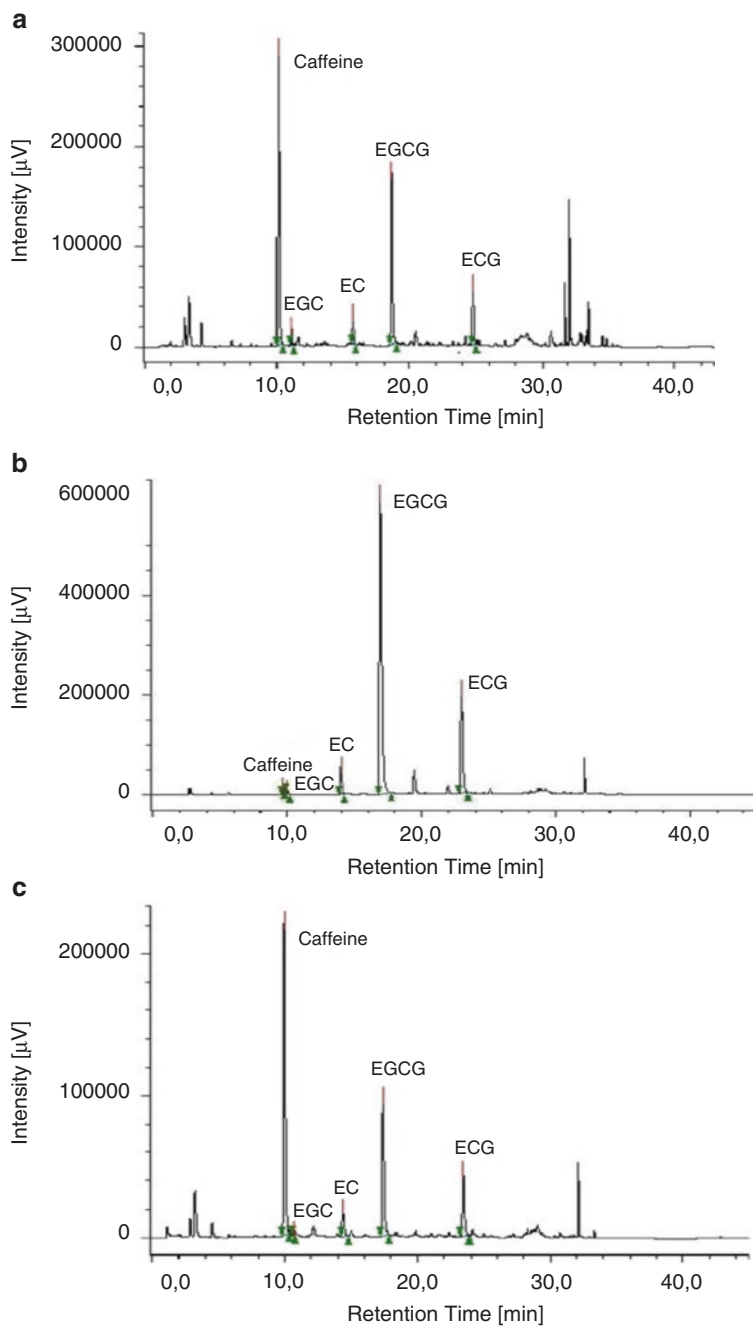 a
300000
200000
100000
0
Intensity [μV]
Caffeine
EGC
EC
EGCG
ECG
0,0 10,0 20,0 30,0 40,0
Retention Time [min]
b
600000
400000
200000
0
Intensity [μV]
Caffeine
EGC
EC
EGCG
ECG
0,0 10,0 20,0 30,0 40,0
Retention Time [min]
c
200000
100000
0
Intensity [μV]
Caffeine
EGC
EC
EGCG
ECG
0,0 10,0 20,0 30,0 40,0
Retention Time [min]